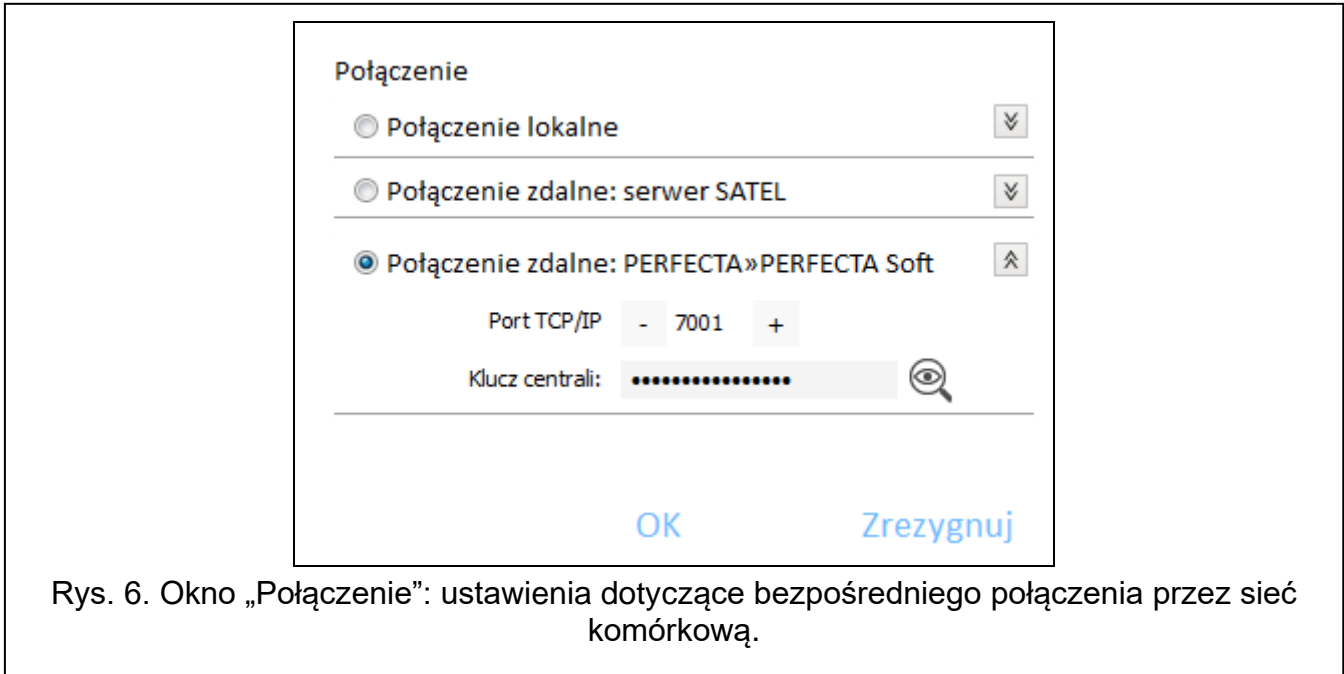 Połączenie
Połączenie lokalne
Połączenie zdalne: serwer SATEL
Połączenie zdalne: PERFECTA»PERFECTA Soft
Port TCP/IP - 7001 +
Klucz centrali: ••••••••••••••••
OK Zrezygnuj
Rys. 6. Okno „Połączenie”: ustawienia dotyczące bezpośredniego połączenia przez sieć
komórkową.